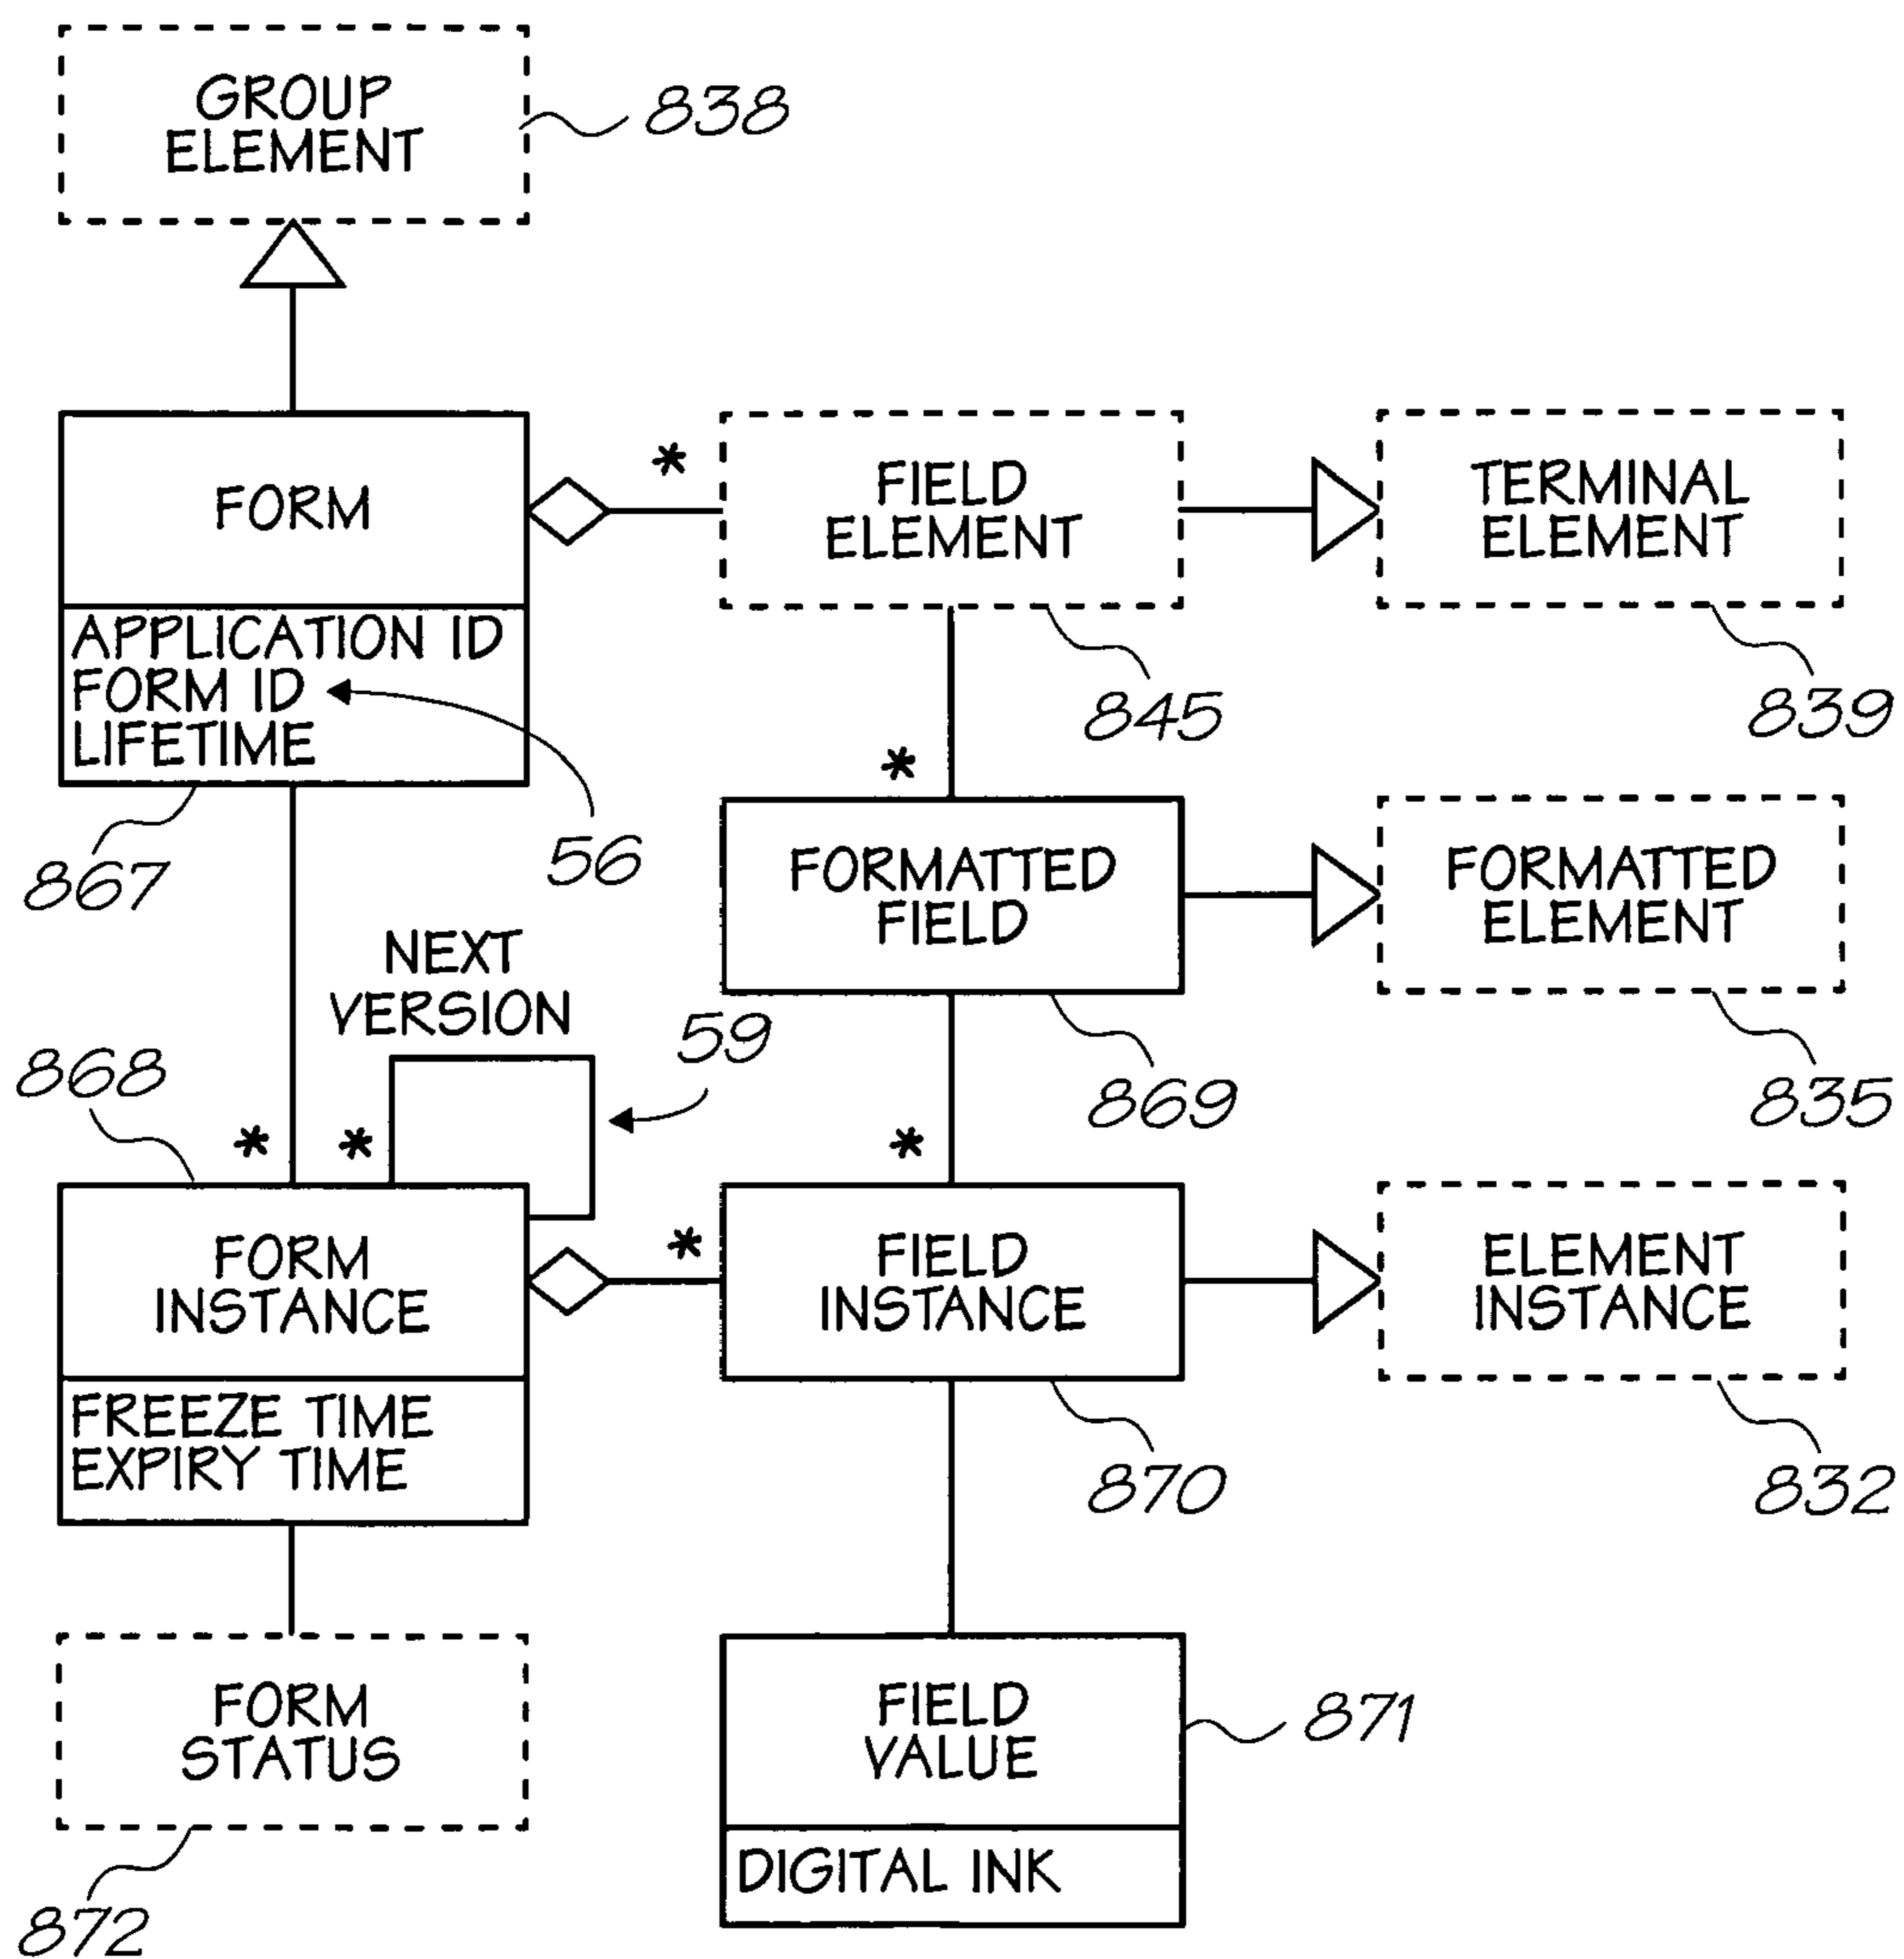 GROUP
ELEMENT
838
FORM
*
FIELD
ELEMENT
TERMINAL
ELEMENT
APPLICATION ID
FORM ID
LIFETIME
845
839
*
867
56
FORMATTED
FIELD
FORMATTED
ELEMENT
NEXT
VERSION
59
868
869
835
*
*
*
FORM
INSTANCE
*
FIELD
INSTANCE
ELEMENT
INSTANCE
FREEZE TIME
EXPIRY TIME
870
832
FORM
STATUS
FIELD
VALUE
871
DIGITAL INK
872